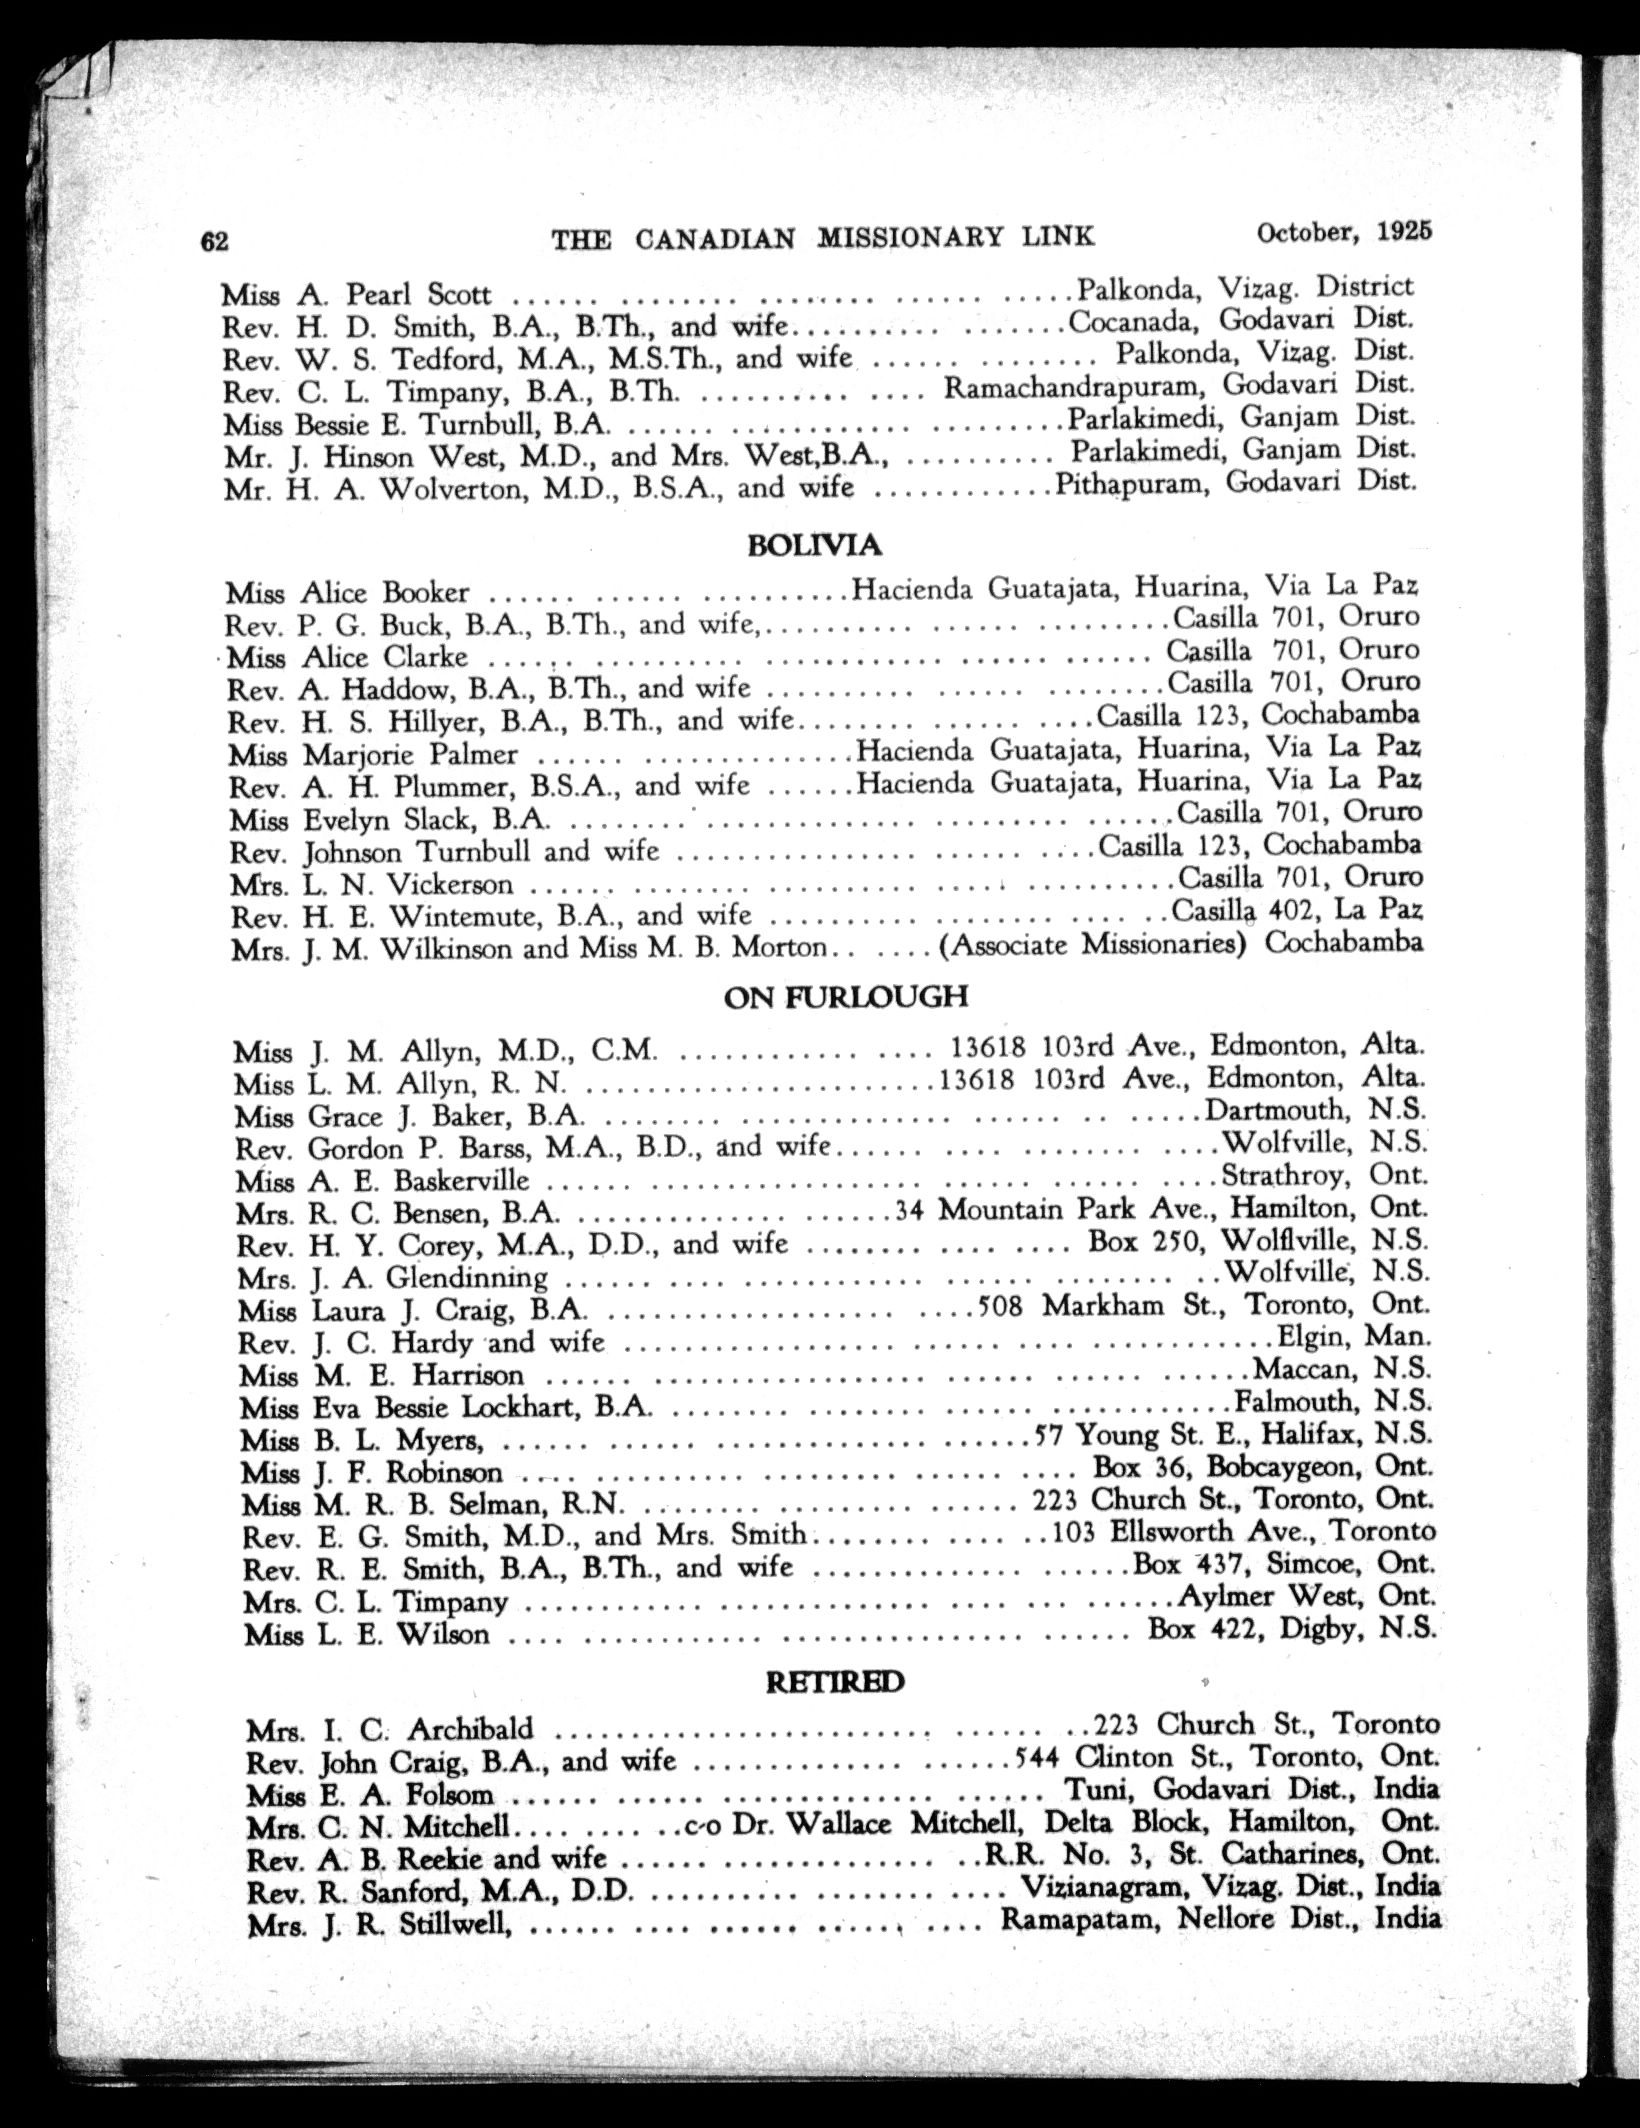 62 THE CANADIAN MISSIONARY LINK October, 1925
Miss A. Pearl Scott ...... ........ ........ ...... .....Palkonda, Vizag. District
Rev. H. D. Smith, B.A., B.Th., and wife.......... .......Cocanada, Godavari Dist.
Rev. W. S. Tedford, M.A., M.S.Th., and wife ...... ........ Palkonda, Vizag. Dist.
Rev. C. L. Timpany, B.A., B.Th. .......... .... Ramachandrapuram, Godavari Dist.
Miss Bessie E. Turnbull, B.A. ...... ............ .........Parlakimedi, Ganjam Dist.
Mr. J. Hinson West, M.D., and Mrs. West,B.A., .......... Parlakimedi, Ganjam Dist.
Mr. H. A. Wolverton, M.D., B.S.A., and wife ............Pithapuram, Godavari Dist.
BOLIVIA
Miss Alice Booker ...... ...... ..........Hacienda Guatajata, Huarina, Via La Paz
Rev. P. G. Buck, B.A., B.Th., and wife,.......... ...... .........Casilla 701, Oruro
Miss Alice Clarke ...... .......... ............ ...... ...... Casilla 701, Oruro
Rev. A. Haddow, B.A., B.Th., and wife .......... ...... ........Casilla 701, Oruro
Rev. H. S. Hillyer, B.A., B.Th., and wife........ ...... ....Casilla 123, Cochabamba
Miss Marjorie Palmer ...... ..............Hacienda Guatajata, Huarina, Via La Paz
Rev. A. H. Plummer, B.S.A., and wife ......Hacienda Guatajata, Huarina, Via La Paz
Miss Evelyn Slack, B.A. ........ .............. ......... ......Casilla 701, Oruro
Rev. Johnson Turnbull and wife ................ ...... ....Casilla 123, Cochabamba
Mrs. L. N. Vickerson ...... ........ .......... ..... ..........Casilla 701, Oruro
Rev. H. E. Wintemute, B.A., and wife .......... ........ .... ..Casilla 402, La Paz
Mrs. J. M. Wilkinson and Miss M. B. Morton.. ....(Associate Missionaries) Cochabamba
ON FURLOUGH
Miss J. M. Allyn, M.D., C.M. ............ .... 13618 103rd Ave., Edmonton, Alta.
Miss L. M. Allyn, R. N. ........................13618 103rd Ave., Edmonton, Alta.
Miss Grace J. Baker, B.A. ........ .............. ...... .. .....Dartmouth, N.S.
Rev. Gordon P. Barss, M.A., B.D., and wife...... .... ........ ....Wolfville, N.S.
Miss A. E. Baskerville ...... .................. ...... ...... ....Strathroy, Ont.
Mrs. R. C. Bensen, B.A. .............. ......34 Mountain Park Ave., Hamilton, Ont.
Rev. H. Y. Corey, M.A., D.D., and wife ........ .... .... Box 250, Wolflville, N.S.
Mrs. J. A. Glendinning ...... .... ............ ...... ........ ..Wolfville, N.S.
Miss Laura J. Craig, B.A. ................... ....508 Markham St., Toronto, Ont.
Rev. J. C. Hardy and wife .................. ...... .... ............Elgin, Man.
Miss M. E. Harrison ...... .................. ...... ...... ......Maccan, N.S.
Miss Eva Bessie Lockhart, B.A. ........ ........ ...... ............Falmouth, N.S.
Miss B. L. Myers, ...... ...... .............. ......57 Young St. E., Halifax, N.S.
Miss J. F. Robinson .... .......... ......... ...... .... Box 36, Bobcaygeon, Ont.
Miss M. R. B. Selman, R.N. ........ ......... ...... 223 Church St., Toronto, Ont.
Rev. E. G. Smith, M.D., and Mrs. Smith........ ..... ..103 Ellsworth Ave., Toronto
Rev. R. E. Smith, B.A., B.Th., and wife .............. ......Box 437, Simcoe, Ont.
Mrs. C. L. Timpany .............. .............. .... ... ......Aylmer West, Ont.
Miss L. E. Wilson .... ............ ................ ...... Box 422, Digby, N.S.
RETIRED
Mrs. I. C. Archibald ......................... ...... ..223 Church St., Toronto
Rev. John Craig, B.A., and wife .............. ......544 Clinton St., Toronto, Ont.
Miss E. A. Folsom ...... ...... .............. ...... Tuni, Godavari Dist., India
Mrs. C. N. Mitchell.... .... ..c-o Dr. Wallace Mitchell, Delta Block, Hamilton, Ont.
Rev. A. B. Reekie and wife ...... .............. ..R.R. No. 3, St. Catharines, Ont.
Rev. R. Sanford, M.A., D.D. .......... ........ .... Vizianagram, Vizag. Dist., India
Mrs. J. R. Stillwell, ...... .... ...... ...... .... Ramapatam, Nellore Dist., India